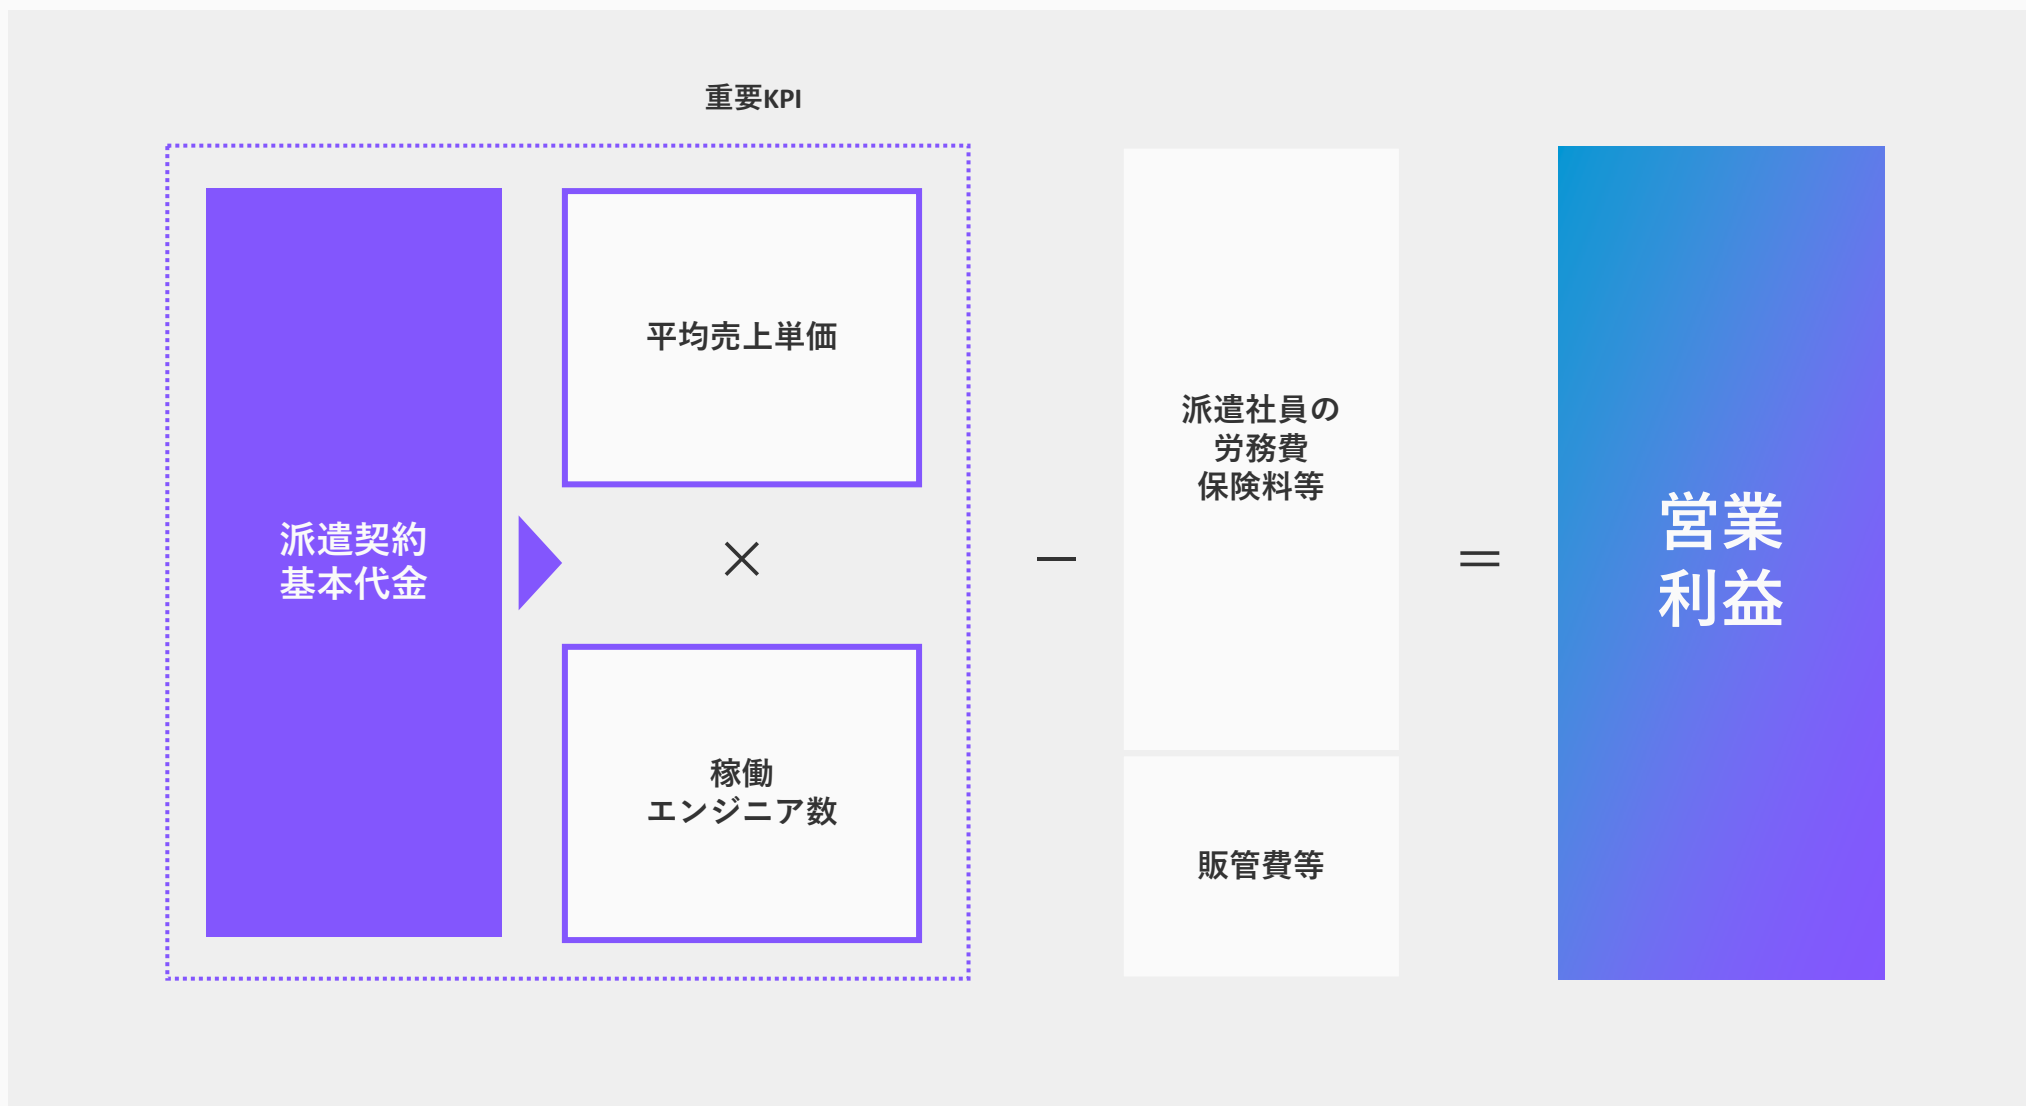 重要KPI
派遣契約
基本代金
平均売上単価
×
稼働
エンジニア数
－
派遣社員の
労務費
保険料等
販管費等
＝
営業
利益